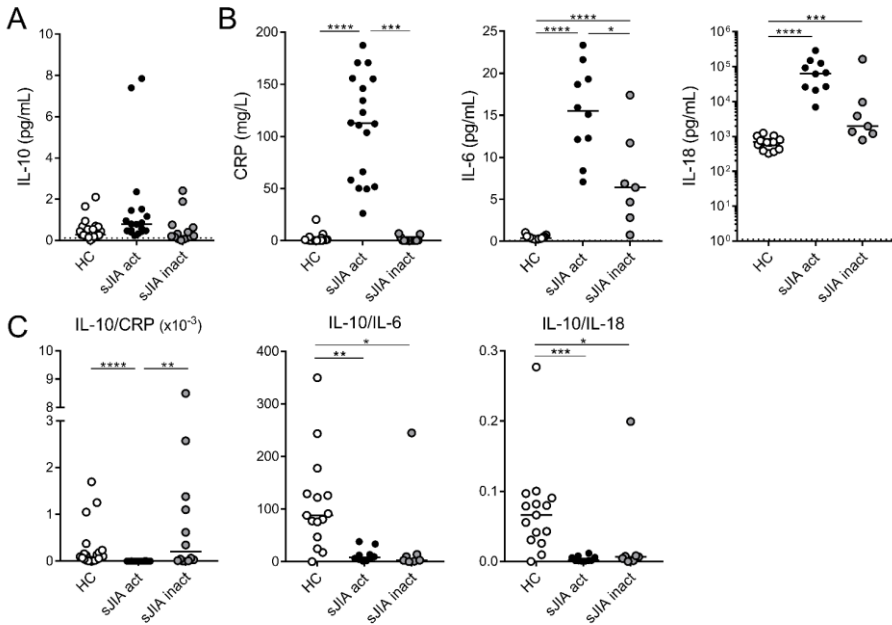 A
IL-10 (pg/mL)
10
8
6
4
2
0
HC
sJIA act
sJIA inact
B
CRP (mg/L)
200
150
100
50
0
**** ***
HC
sJIA act
sJIA inact
IL-6 (pg/mL)
25
20
15
10
5
0
****
**** *
HC
sJIA act
sJIA inact
IL-18 (pg/mL)
10⁶
10⁵
10⁴
10³
10²
10¹
10⁰
***
****
HC
sJIA act
sJIA inact
C
IL-10/CRP (x10⁻³)
10
9
8
7
6
5
3
2
1
0
**** **
HC
sJIA act
sJIA inact
IL-10/IL-6
400
300
200
100
0
*
**
HC
sJIA act
sJIA inact
IL-10/IL-18
0.3
0.2
0.1
0.0
*
***
HC
sJIA act
sJIA inact